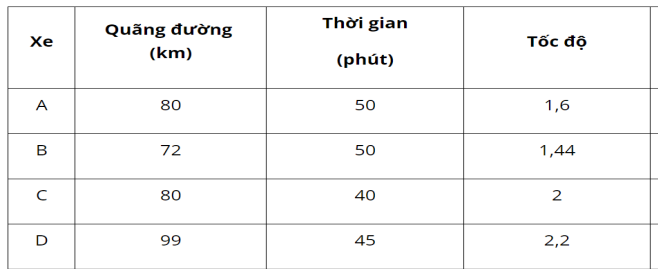 Xe Quãng đường (km) Thời gian (phút) Tốc độ
A 80 50 1,6
B 72 50 1,44
C 80 40 2
D 99 45 2,2